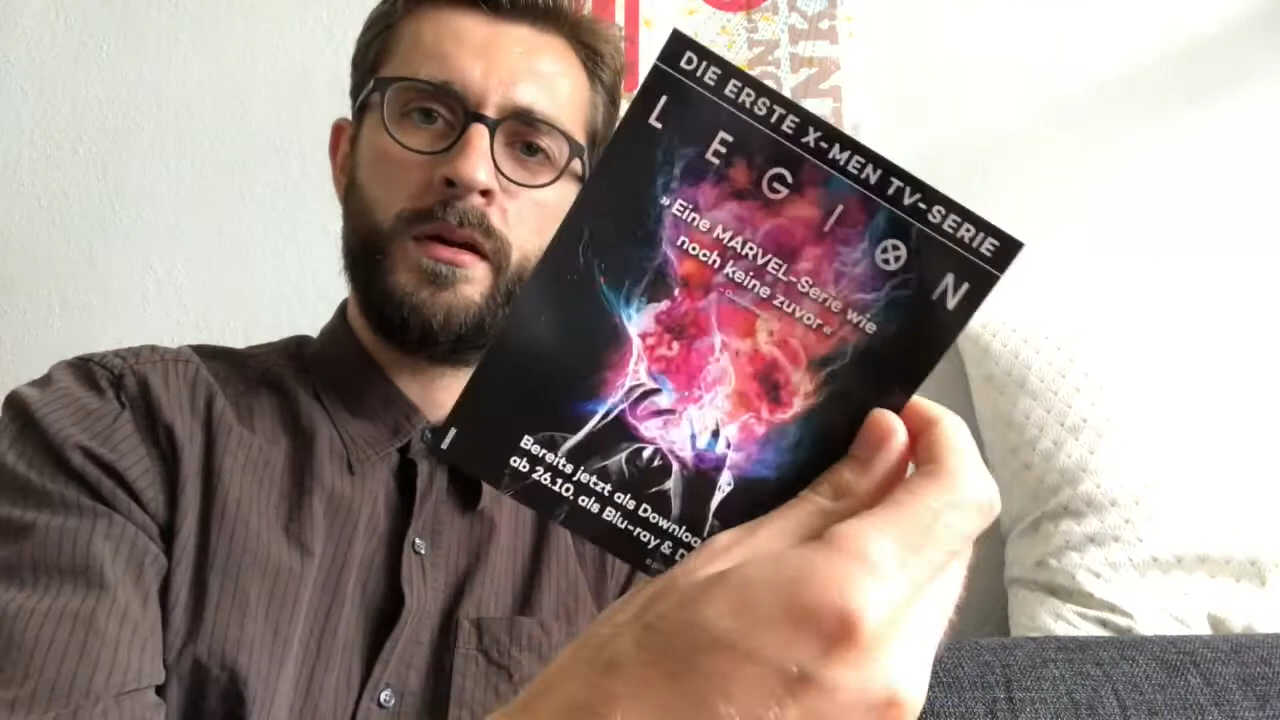 DIE ERSTE X-MEN TV-SERIE
LEGION
»Eine MARVEL-Serie wie
noch keine zuvor«
Bereits jetzt als
ab 26.10. als Blu-ray &